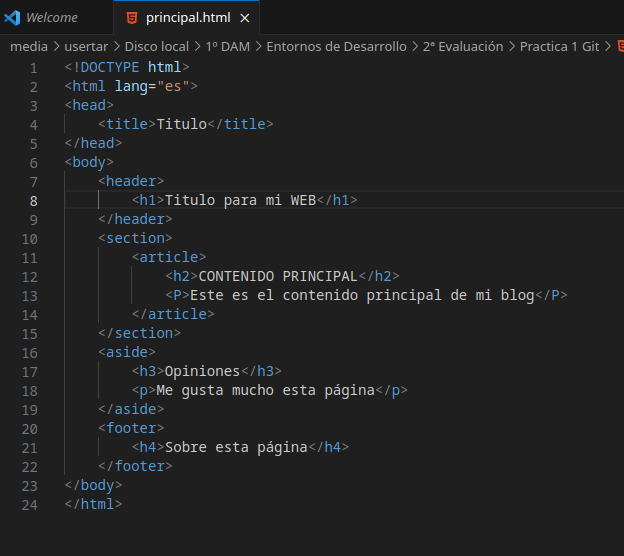 Welcome
principal.html ×
media > usertar > Disco local > 1º DAM > Entornos de Desarrollo > 2ª Evaluación > Practica 1 Git >
1 <!DOCTYPE html>
2 <html lang="es">
3 <head>
4 <title>Titulo</title>
5 </head>
6 <body>
7 <header>
8 <h1>Titulo para mi WEB</h1>
9 </header>
10 <section>
11 <article>
12 <h2>CONTENIDO PRINCIPAL</h2>
13 <P>Este es el contenido principal de mi blog</P>
14 </article>
15 </section>
16 <aside>
17 <h3>Opiniones</h3>
18 <p>Me gusta mucho esta página</p>
19 </aside>
20 <footer>
21 <h4>Sobre esta página</h4>
22 </footer>
23 </body>
24 </html>